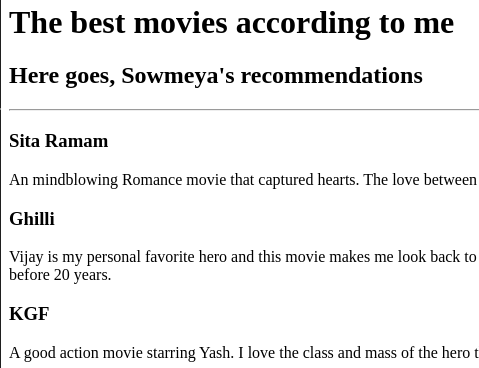 The best movies according to me
Here goes, Sowmeya's recommendations
Sita Ramam
An mindblowing Romance movie that captured hearts. The love between
Ghilli
Vijay is my personal favorite hero and this movie makes me look back to
before 20 years.
KGF
A good action movie starring Yash. I love the class and mass of the hero t